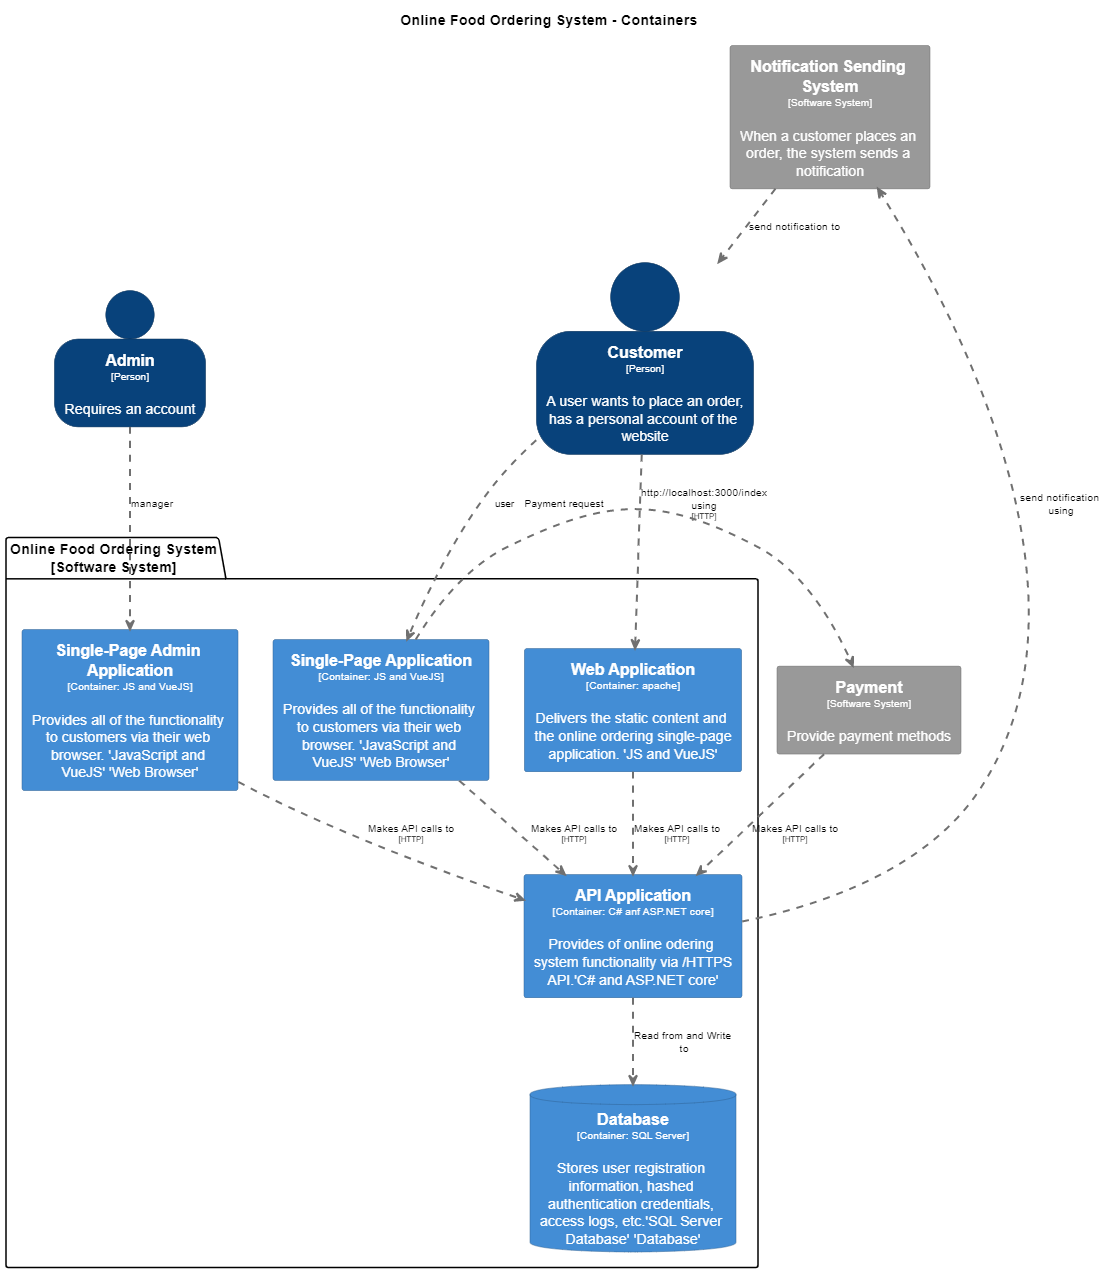 Online Food Ordering System - Containers
Notification Sending
System
[Software System]
When a customer places an
order, the system sends a
notification
send notification to
Admin
[Person]
Requires an account
Customer
[Person]
A user wants to place an order,
has a personal account of the
website
manager
user
Payment request
http://localhost:3000/index
using
[HTTP]
send notification
using
Online Food Ordering System
[Software System]
Single-Page Admin
Application
[Container: JS and VueJS]
Provides all of the functionality
to customers via their web
browser. 'JavaScript and
VueJS' 'Web Browser'
Single-Page Application
[Container: JS and VueJS]
Provides all of the functionality
to customers via their web
browser. 'JavaScript and
VueJS' 'Web Browser'
Web Application
[Container: apache]
Delivers the static content and
the online ordering single-page
application. 'JS and VueJS'
Payment
[Software System]
Provide payment methods
Makes API calls to
[HTTP]
Makes API calls to
[HTTP]
Makes API calls to
[HTTP]
Makes API calls to
[HTTP]
API Application
[Container: C# anf ASP.NET core]
Provides of online odering
system functionality via /HTTPS
API.'C# and ASP.NET core'
Read from and Write
to
Database
[Container: SQL Server]
Stores user registration
information, hashed
authentication credentials,
access logs, etc.'SQL Server
Database' 'Database'